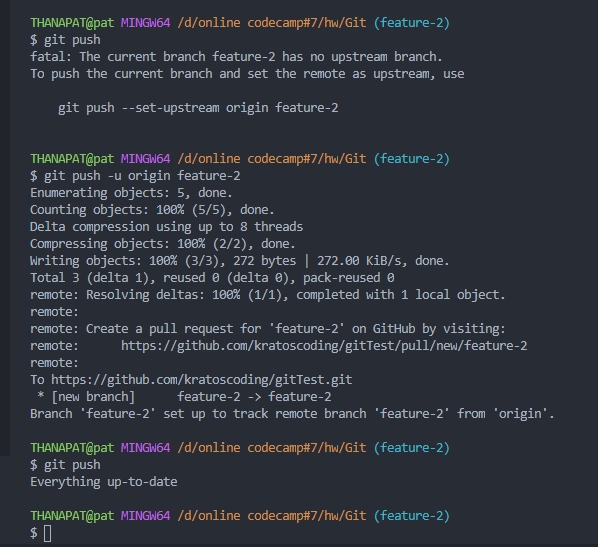 THANAPAT@pat MINGW64 /d/online codecamp#7/hw/Git (feature-2)
$ git push
fatal: The current branch feature-2 has no upstream branch.
To push the current branch and set the remote as upstream, use
    git push --set-upstream origin feature-2
THANAPAT@pat MINGW64 /d/online codecamp#7/hw/Git (feature-2)
$ git push -u origin feature-2
Enumerating objects: 5, done.
Counting objects: 100% (5/5), done.
Delta compression using up to 8 threads
Compressing objects: 100% (2/2), done.
Writing objects: 100% (3/3), 272 bytes | 272.00 KiB/s, done.
Total 3 (delta 1), reused 0 (delta 0), pack-reused 0
remote: Resolving deltas: 100% (1/1), completed with 1 local object.
remote:
remote: Create a pull request for 'feature-2' on GitHub by visiting:
remote:      https://github.com/kratoscoding/gitTest/pull/new/feature-2
remote:
To https://github.com/kratoscoding/gitTest.git
 * [new branch]      feature-2 -> feature-2
Branch 'feature-2' set up to track remote branch 'feature-2' from 'origin'.
THANAPAT@pat MINGW64 /d/online codecamp#7/hw/Git (feature-2)
$ git push
Everything up-to-date
THANAPAT@pat MINGW64 /d/online codecamp#7/hw/Git (feature-2)
$